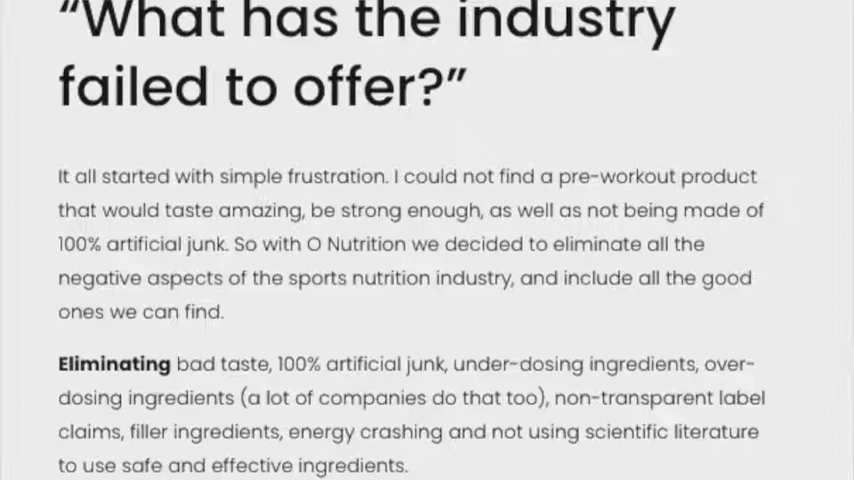 “What has the industry
failed to offer?”
It all started with simple frustration. I could not find a pre-workout product
that would taste amazing, be strong enough, as well as not being made of
100% artificial junk. So with O Nutrition we decided to eliminate all the
negative aspects of the sports nutrition industry, and include all the good
ones we can find.
Eliminating bad taste, 100% artificial junk, under-dosing ingredients, over-
dosing ingredients (a lot of companies do that too), non-transparent label
claims, filler ingredients, energy crashing and not using scientific literature
to use safe and effective ingredients.